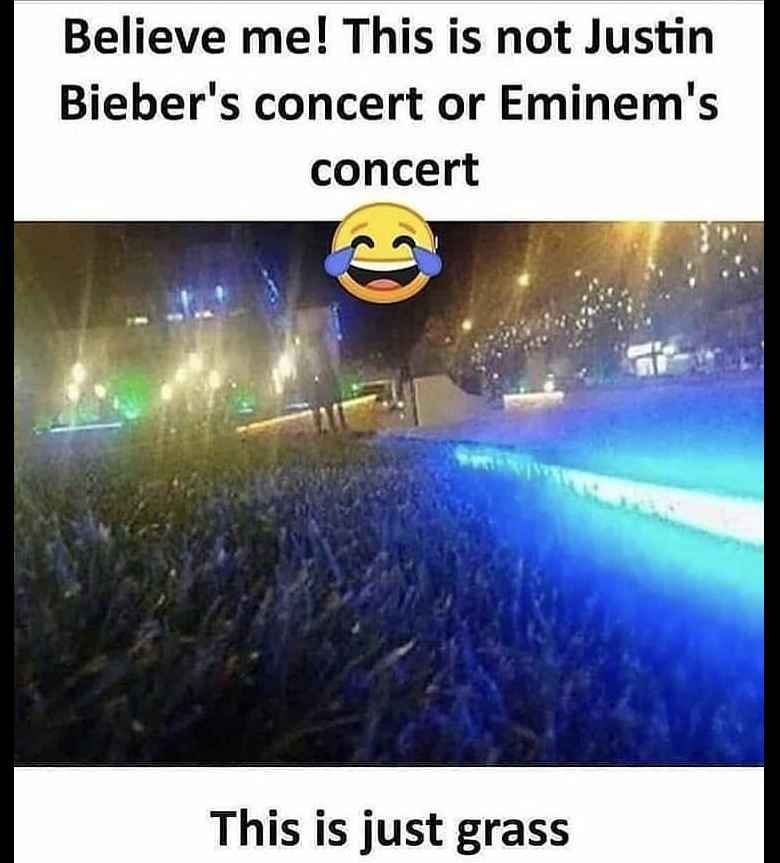 Believe me! This is not Justin
Bieber's concert or Eminem's
concert
This is just grass